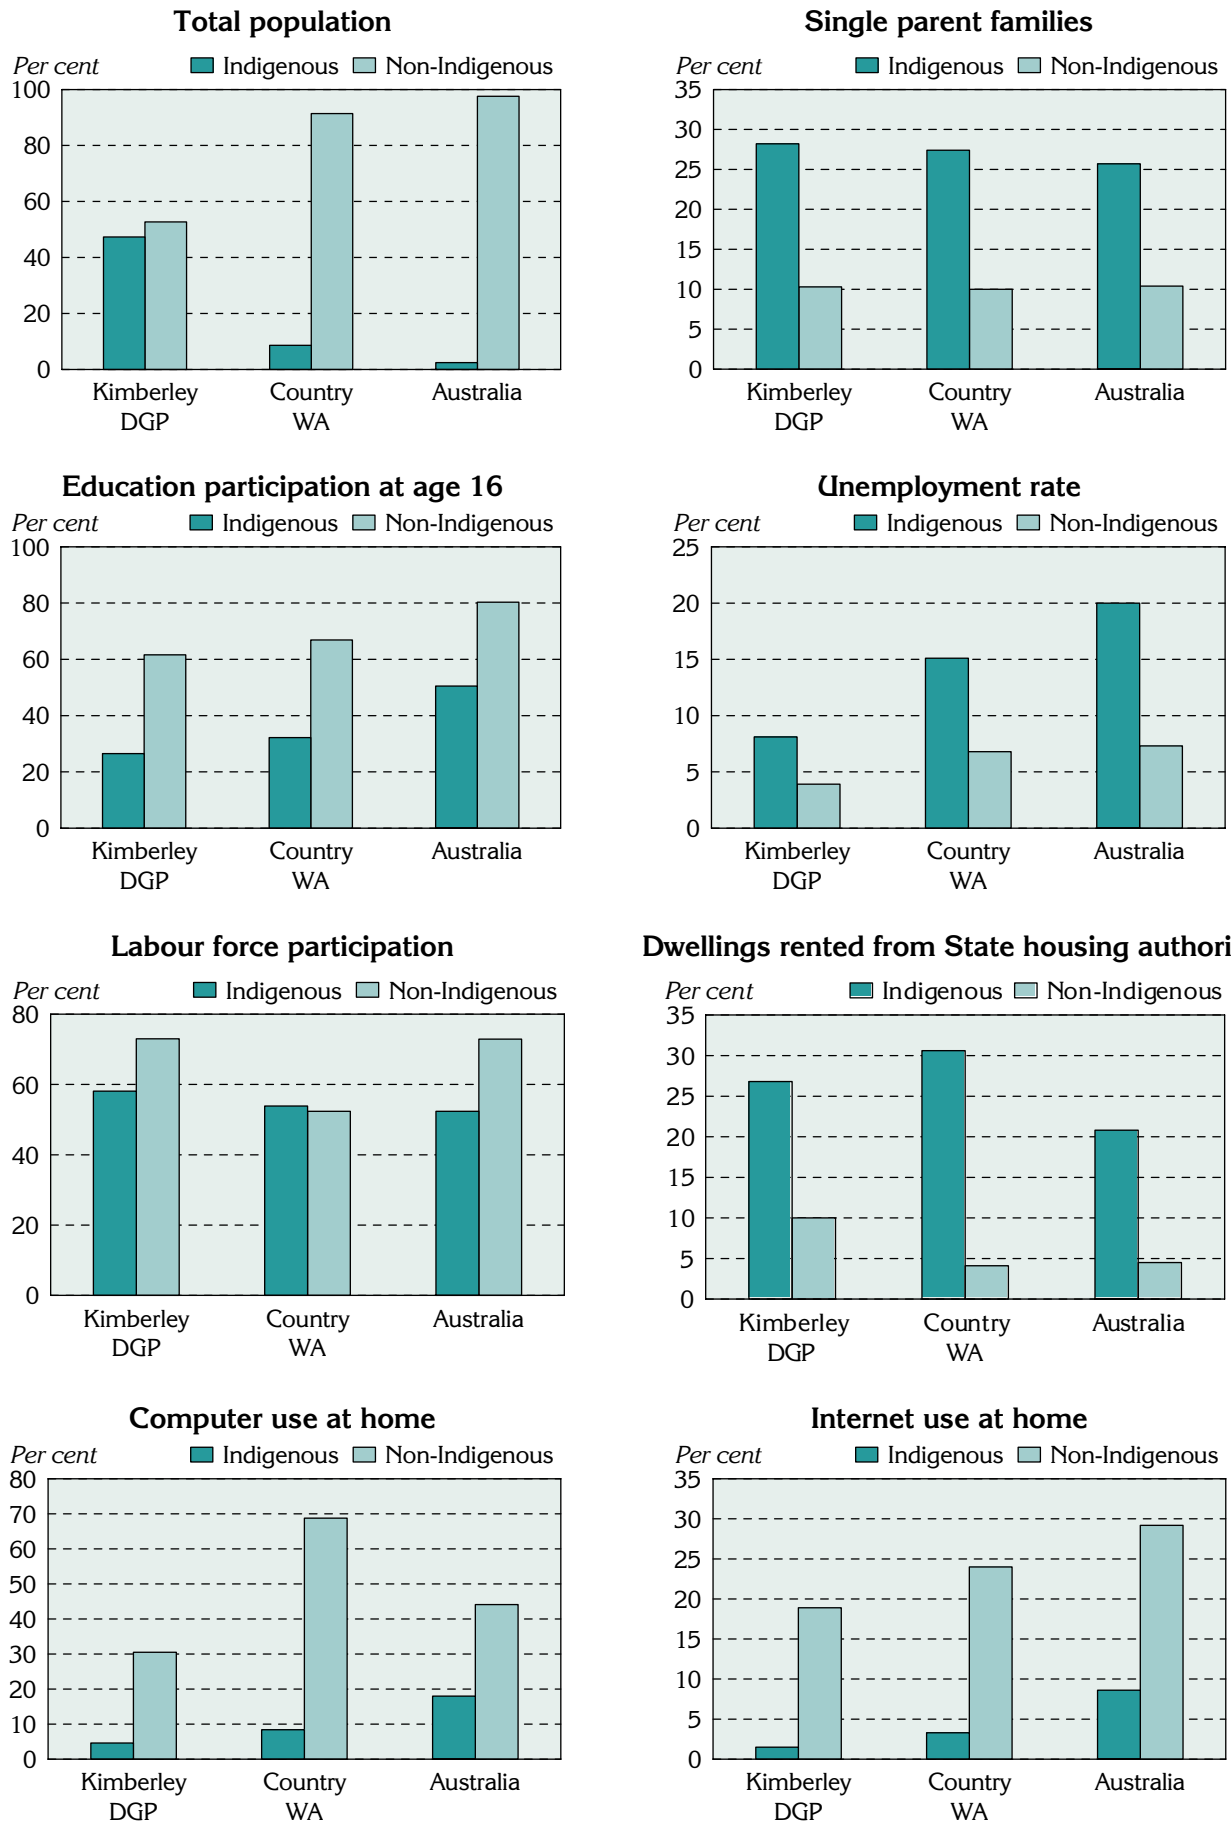 Total population
Per cent Indigenous Non-Indigenous
100
80
60
40
20
0
Kimberley DGP
Country WA
Australia
Single parent families
Per cent Indigenous Non-Indigenous
35
30
25
20
15
10
5
0
Kimberley DGP
Country WA
Australia
Education participation at age 16
Per cent Indigenous Non-Indigenous
100
80
60
40
20
0
Kimberley DGP
Country WA
Australia
Unemployment rate
Per cent Indigenous Non-Indigenous
25
20
15
10
5
0
Kimberley DGP
Country WA
Australia
Labour force participation
Per cent Indigenous Non-Indigenous
80
60
40
20
0
Kimberley DGP
Country WA
Australia
Dwellings rented from State housing authori
Per cent Indigenous Non-Indigenous
35
30
25
20
15
10
5
0
Kimberley DGP
Country WA
Australia
Computer use at home
Per cent Indigenous Non-Indigenous
80
70
60
50
40
30
20
10
0
Kimberley DGP
Country WA
Australia
Internet use at home
Per cent Indigenous Non-Indigenous
35
30
25
20
15
10
5
0
Kimberley DGP
Country WA
Australia